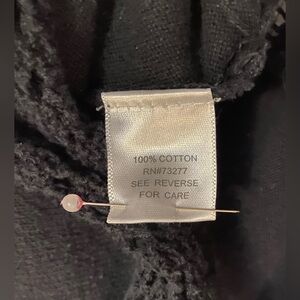 100% COTTON
RN#73277
SEE REVERSE
FOR CARE